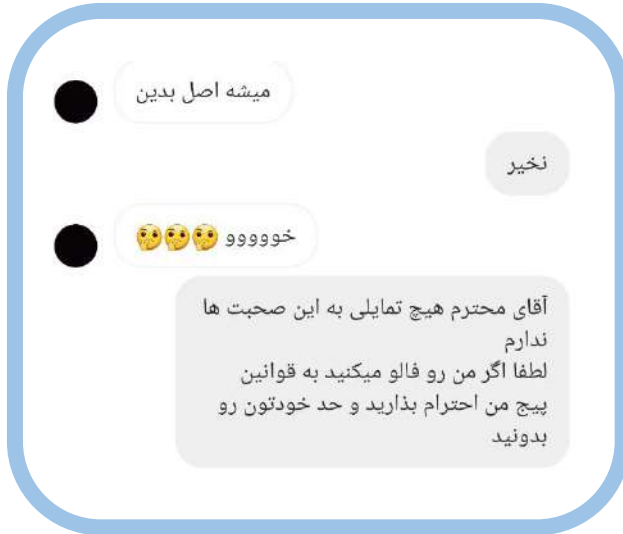 میشه اصل بدین
نخیر
خووووو 🤔🤔🤔
آقای محترم هیچ تمایلی به این صحبت ها
ندارم
لطفا اگر من رو فالو میکنید به قوانین
پیج من احترام بذارید و حد خودتون رو
بدونید